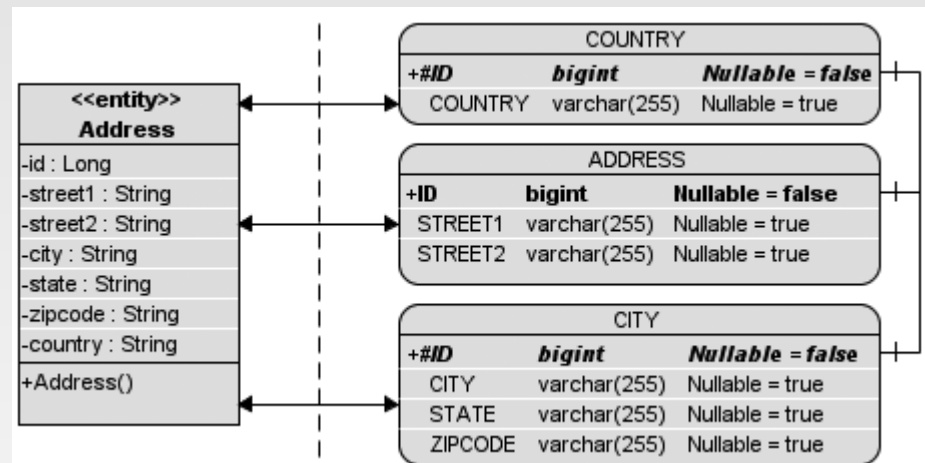 <<entity>>
Address
-id : Long
-street1 : String
-street2 : String
-city : String
-state : String
-zipcode : String
-country : String
+Address()
COUNTRY
+#ID bigint Nullable = false
COUNTRY varchar(255) Nullable = true
ADDRESS
+ID bigint Nullable = false
STREET1 varchar(255) Nullable = true
STREET2 varchar(255) Nullable = true
CITY
+#ID bigint Nullable = false
CITY varchar(255) Nullable = true
STATE varchar(255) Nullable = true
ZIPCODE varchar(255) Nullable = true